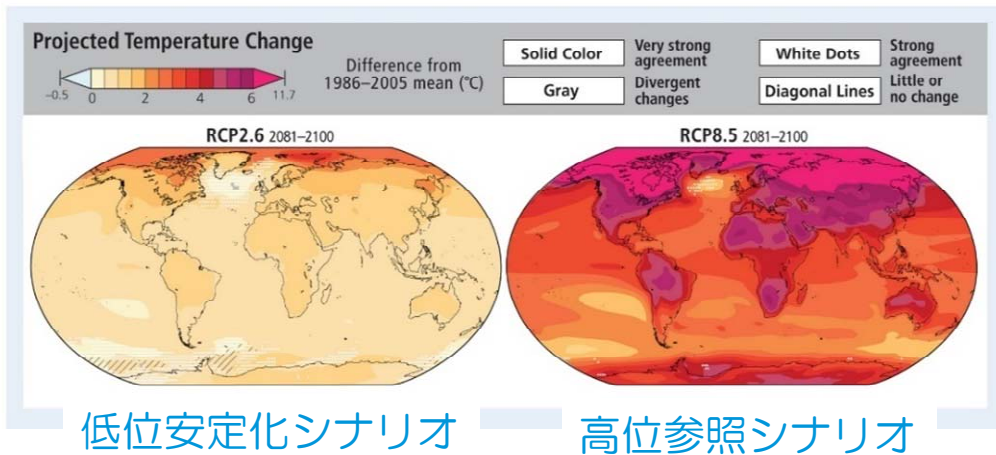 Projected Temperature Change
Difference from
1986–2005 mean (°C)
−0.5 0 2 4 6 11.7
Solid Color
Very strong
agreement
White Dots
Strong
agreement
Gray
Divergent
changes
Diagonal Lines
Little or
no change
RCP2.6 2081–2100
RCP8.5 2081–2100
低位安定化シナリオ
高位参照シナリオ